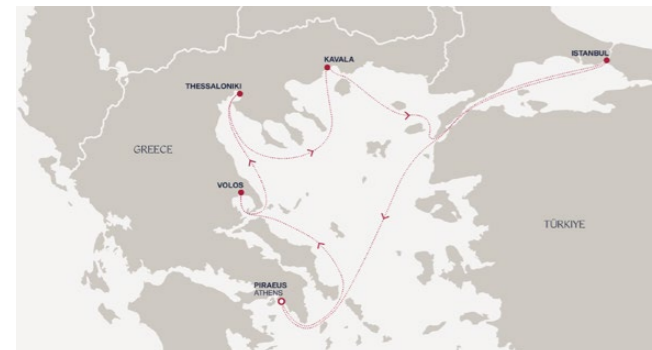 ISTANBUL
KAVALA
THESSALONIKI
GREECE
VOLOS
TÜRKIYE
PIRAEUS
ATHENS